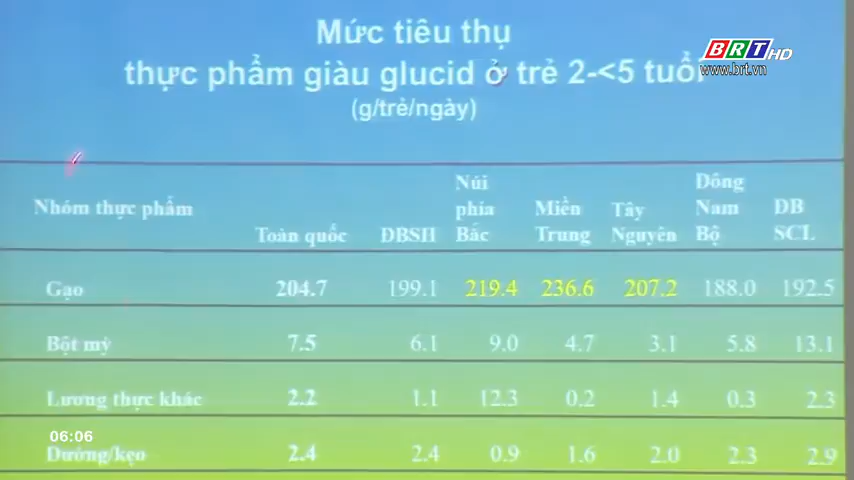 Mức tiêu thụ
thực phẩm giàu glucid ở trẻ 2-<5 tuổi
(g/trẻ/ngày)
BRT HD
www.brt.vn
Nhóm thực phẩm Toàn quốc ĐBSH Núi phía Bắc Miền Trung Tây Nguyên Đông Nam Bộ ĐB SCL
Gạo 204.7 199.1 219.4 236.6 207.2 188.0 192.5
Bột mỳ 7.5 6.1 9.0 4.7 3.1 5.8 13.1
Lương thực khác 2.2 1.1 12.3 0.2 1.4 0.3 2.3
Đường/kẹo 2.4 2.4 0.9 1.6 2.0 2.3 2.9
06:06